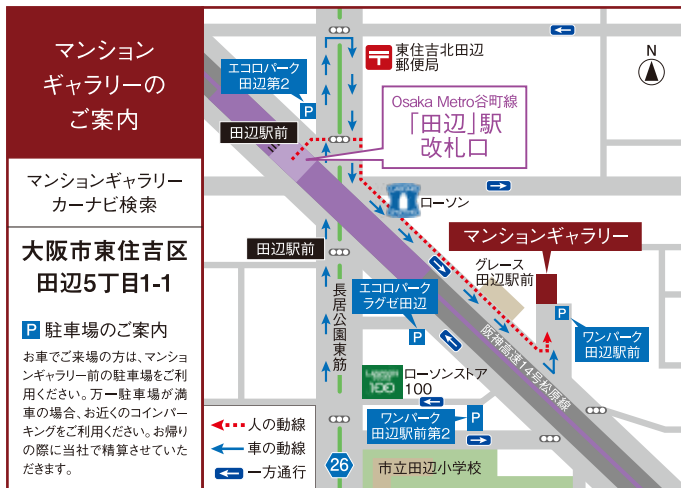 マンション
ギャラリーの
ご案内
マンションギャラリー
カーナビ検索
大阪市東住吉区
田辺5丁目1-1
P 駐車場のご案内
お車でご来場の方は、マンショ
ンギャラリー前の駐車場をご利
用ください。万一駐車場が満
車の場合、お近くのコインパー
キングをご利用ください。お帰り
の際に当社で精算させていた
だきます。
エコロパーク
田辺第2
P
田辺駅前
東住吉北田辺
郵便局
N
Osaka Metro谷町線
「田辺」駅
改札口
ローソン
田辺駅前
マンションギャラリー
グレース
田辺駅前
エコロパーク
ラグゼ田辺
P
長居公園東筋
P
ワンパーク
田辺駅前
阪神高速14号松原線
ローソンストア
100
ワンパーク
田辺駅前第2
P
人の動線
車の動線
一方通行
26
市立田辺小学校